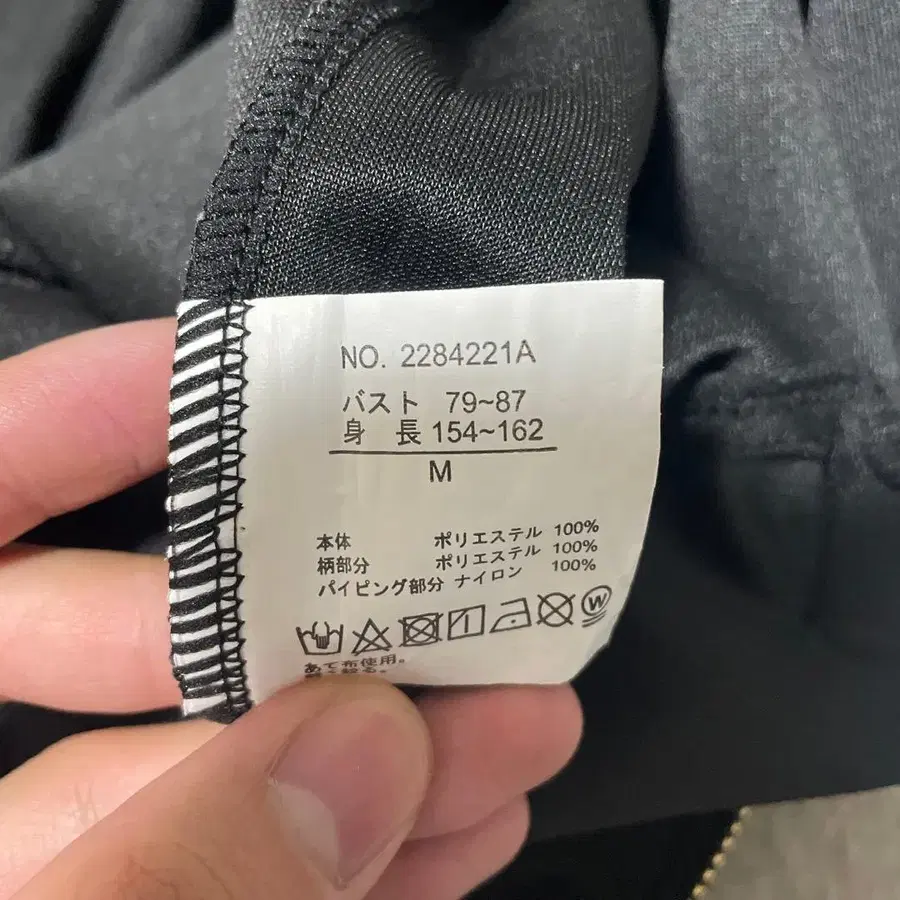 NO. 2284221A
バスト 79~87
身 長 154~162
M
本体 ポリエステル 100%
柄部分 ポリエステル 100%
パイピング部分 ナイロン 100%
W
あて布使用。